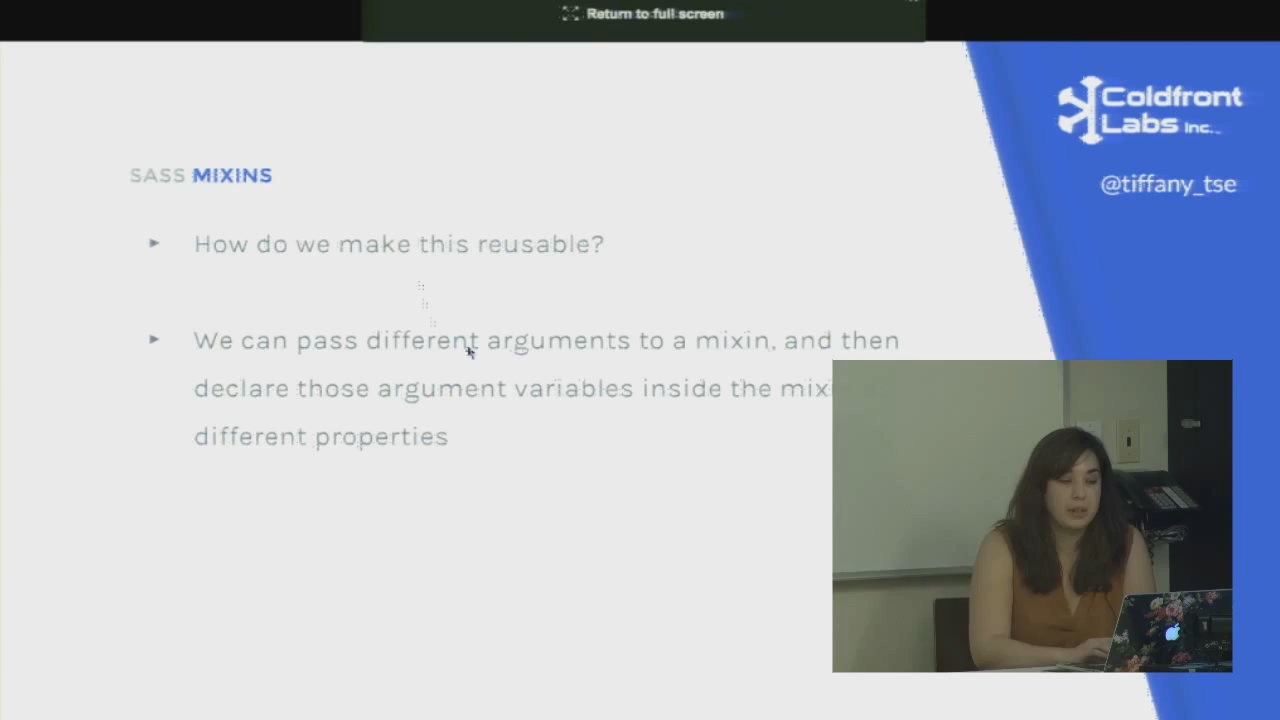 Return to full screen
Coldfront
Labs Inc.
@tiffany_tse
SASS MIXINS
How do we make this reusable?
We can pass different arguments to a mixin, and then
declare those argument variables inside the
different properties